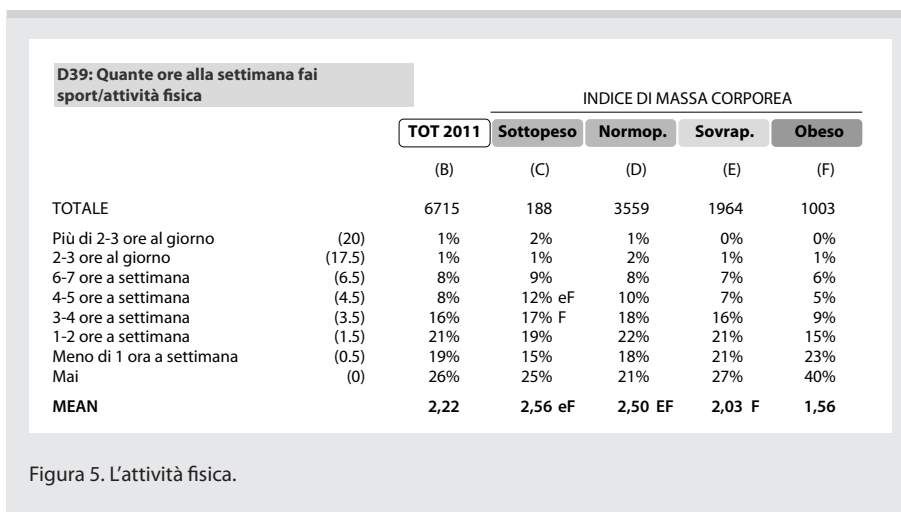 D39: Quante ore alla settimana fai
sport/attività fisica
INDICE DI MASSA CORPOREA
TOT 2011 Sottopeso Normop. Sovrap. Obeso
(B) (C) (D) (E) (F)
TOTALE 6715 188 3559 1964 1003
Più di 2-3 ore al giorno (20) 1% 2% 1% 0% 0%
2-3 ore al giorno (17.5) 1% 1% 2% 1% 1%
6-7 ore a settimana (6.5) 8% 9% 8% 7% 6%
4-5 ore a settimana (4.5) 8% 12% eF 10% 7% 5%
3-4 ore a settimana (3.5) 16% 17% F 18% 16% 9%
1-2 ore a settimana (1.5) 21% 19% 22% 21% 15%
Meno di 1 ora a settimana (0.5) 19% 15% 18% 21% 23%
Mai (0) 26% 25% 21% 27% 40%
MEAN 2,22 2,56 eF 2,50 EF 2,03 F 1,56
Figura 5. L'attività fisica.